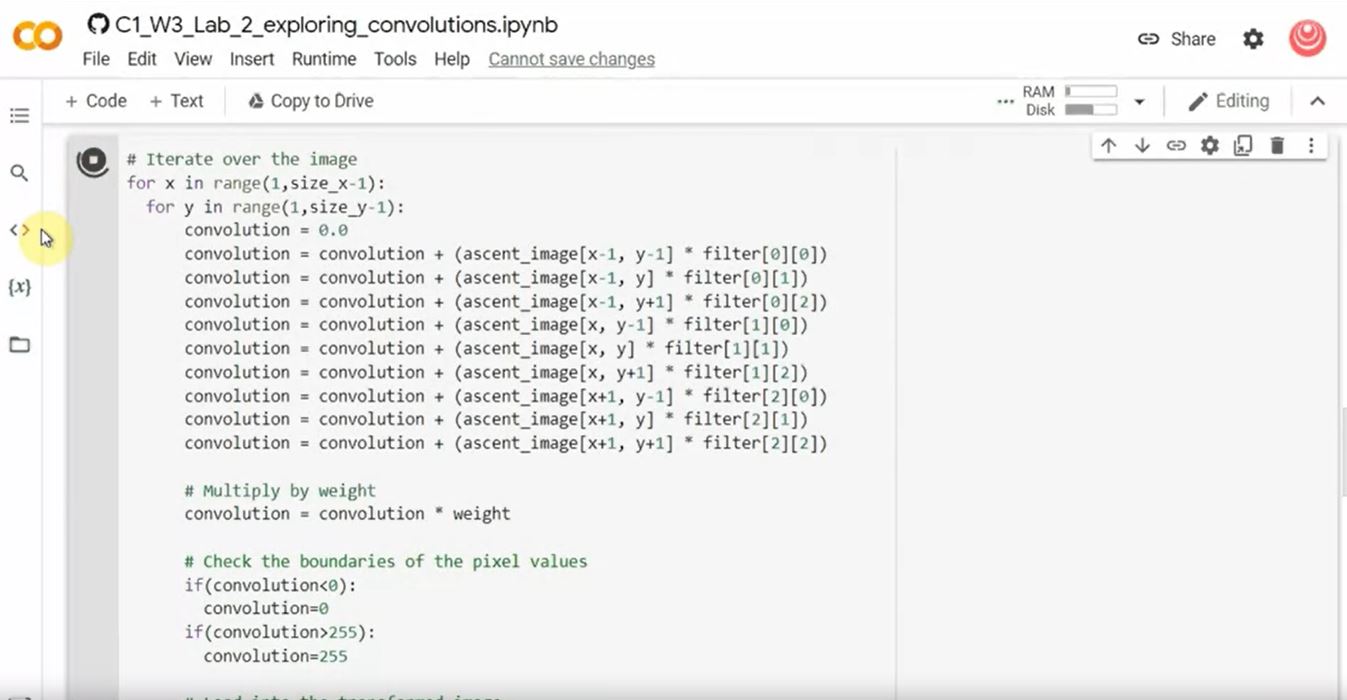 C1_W3_Lab_2_exploring_convolutions.ipynb
Share
File Edit View Insert Runtime Tools Help Cannot save changes
+ Code + Text Copy to Drive
RAM
Disk
Editing
# Iterate over the image
for x in range(1,size_x-1):
  for y in range(1,size_y-1):
      convolution = 0.0
      convolution = convolution + (ascent_image[x-1, y-1] * filter[0][0])
      convolution = convolution + (ascent_image[x-1, y] * filter[0][1])
      convolution = convolution + (ascent_image[x-1, y+1] * filter[0][2])
      convolution = convolution + (ascent_image[x, y-1] * filter[1][0])
      convolution = convolution + (ascent_image[x, y] * filter[1][1])
      convolution = convolution + (ascent_image[x, y+1] * filter[1][2])
      convolution = convolution + (ascent_image[x+1, y-1] * filter[2][0])
      convolution = convolution + (ascent_image[x+1, y] * filter[2][1])
      convolution = convolution + (ascent_image[x+1, y+1] * filter[2][2])
      # Multiply by weight
      convolution = convolution * weight
      # Check the boundaries of the pixel values
      if(convolution<0):
        convolution=0
      if(convolution>255):
        convolution=255